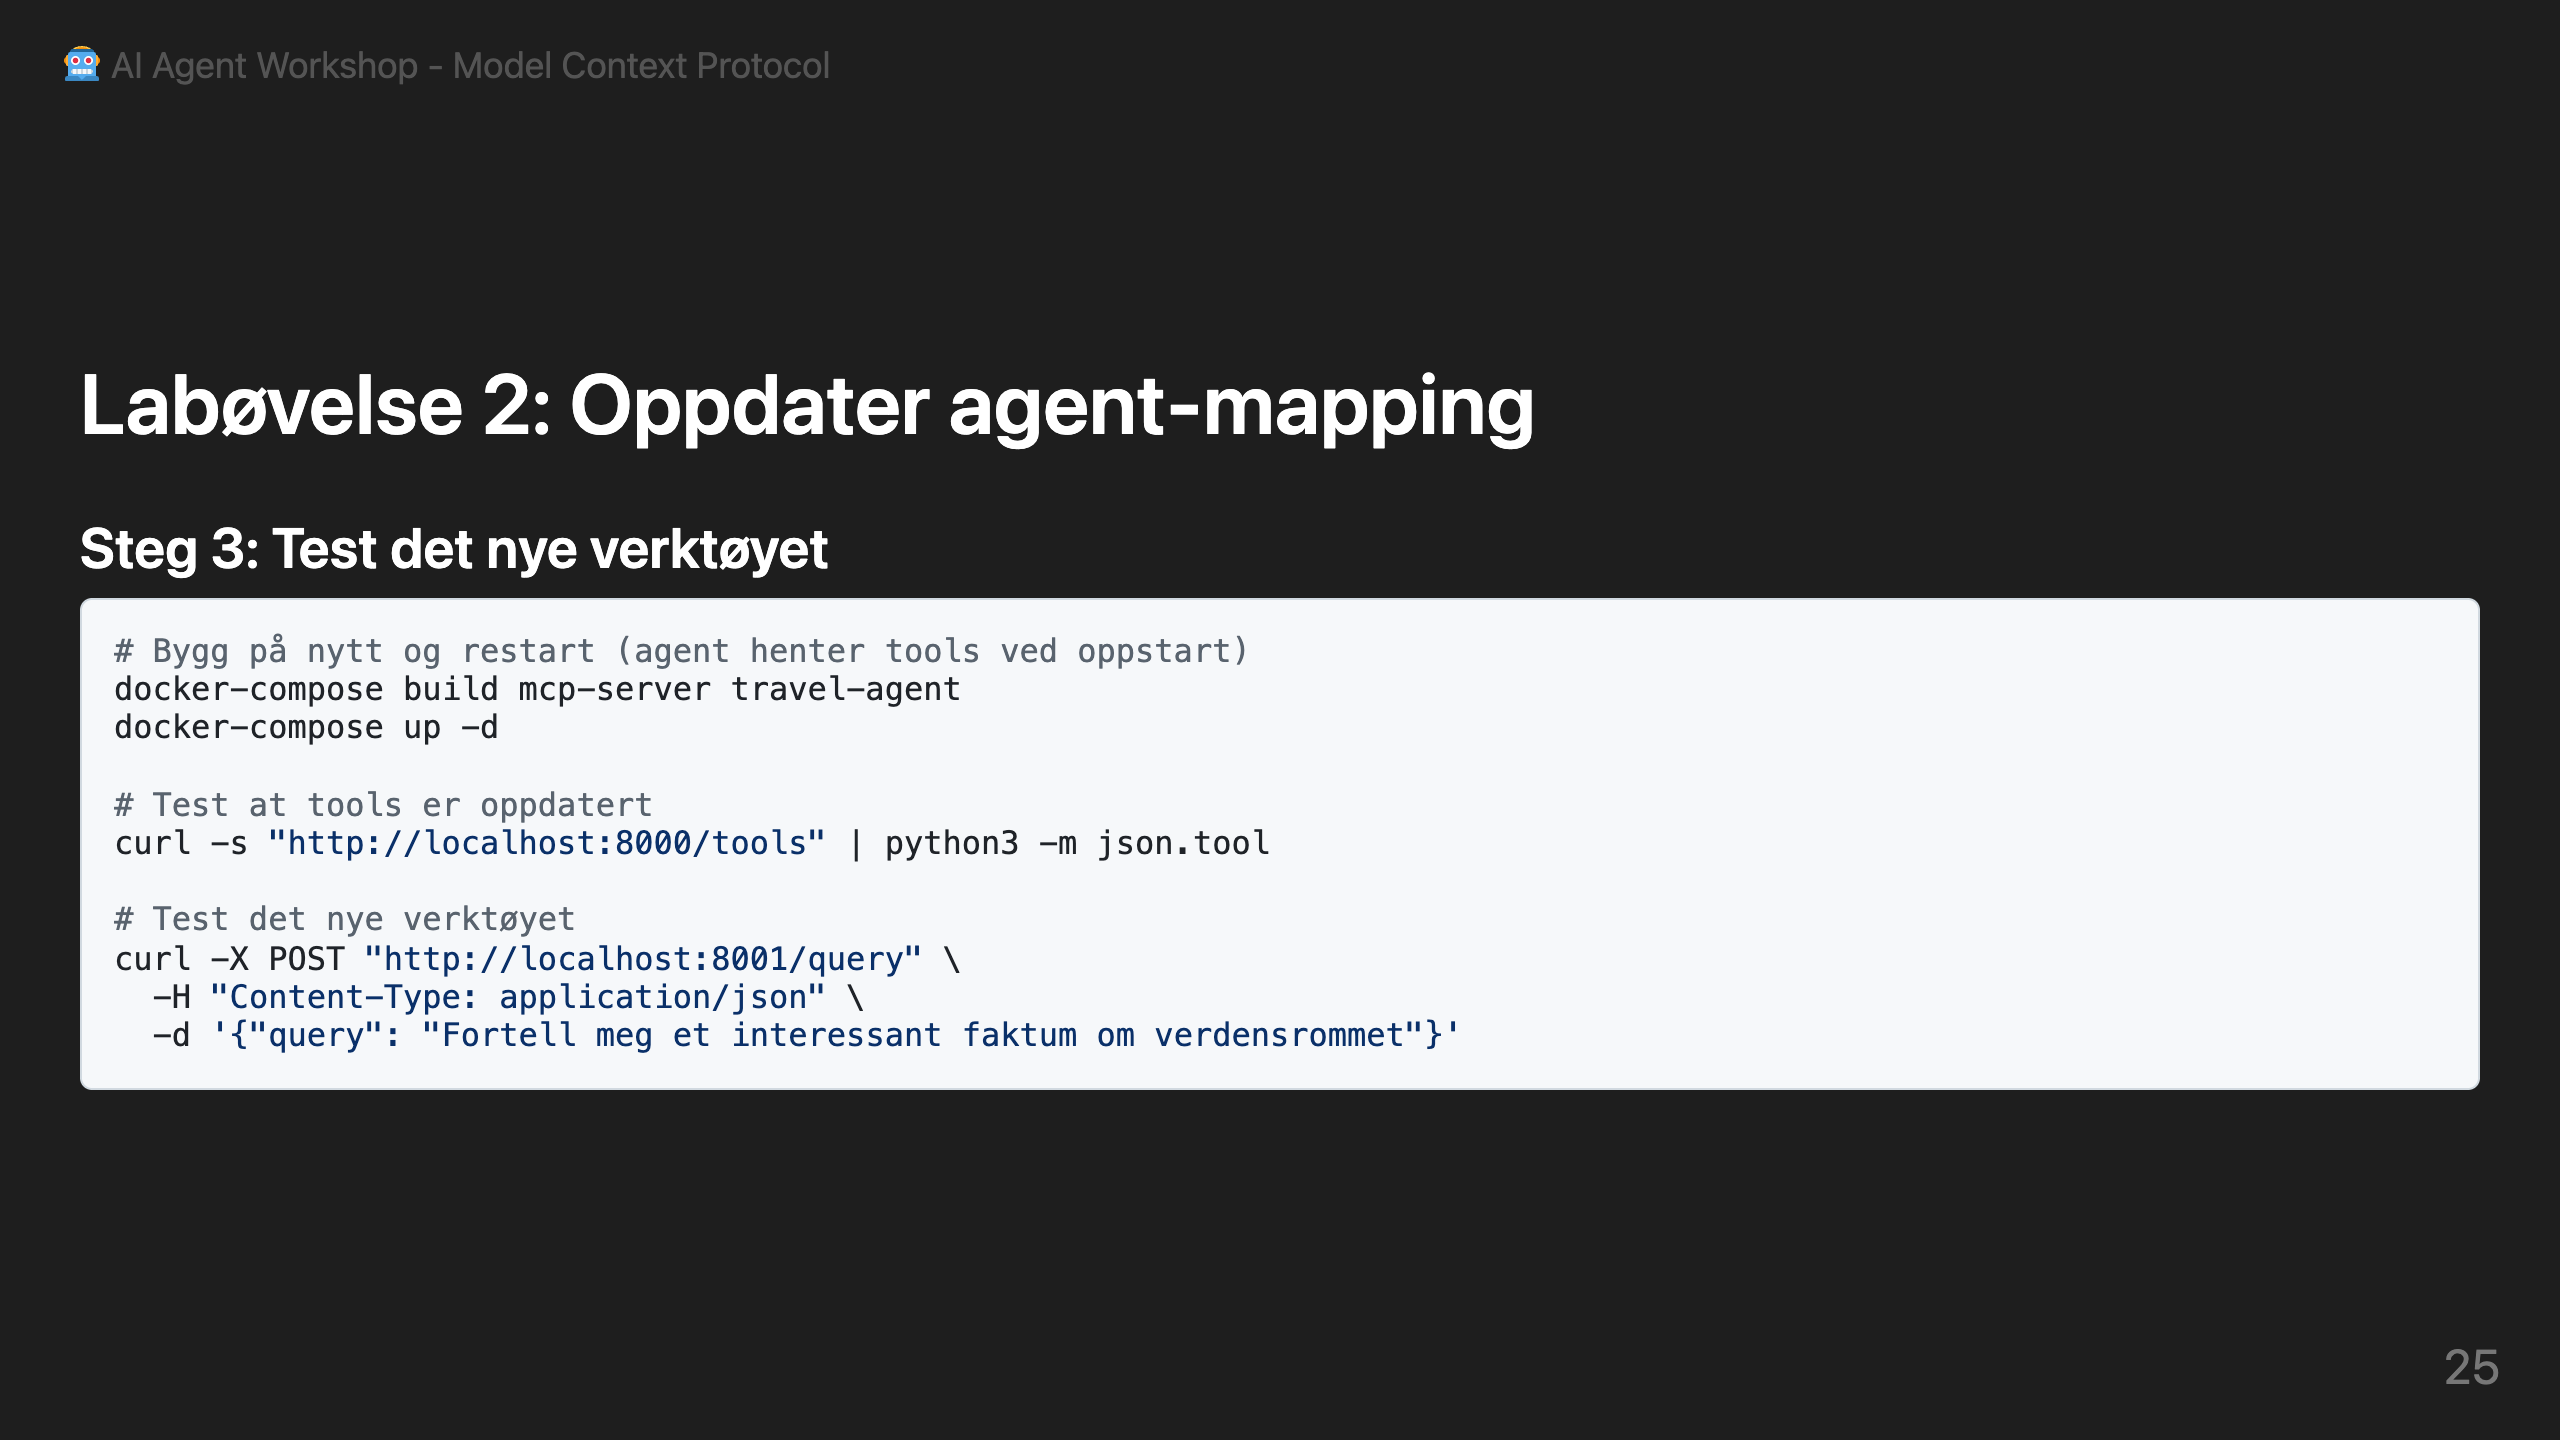 AI Agent Workshop - Model Context Protocol
Labøvelse 2: Oppdater agent-mapping
Steg 3: Test det nye verktøyet
# Bygg på nytt og restart (agent henter tools ved oppstart)
docker-compose build mcp-server travel-agent
docker-compose up -d
# Test at tools er oppdatert
curl -s "http://localhost:8000/tools" | python3 -m json.tool
# Test det nye verktøyet
curl -X POST "http://localhost:8001/query" \
  -H "Content-Type: application/json" \
  -d '{"query": "Fortell meg et interessant faktum om verdensrommet"}'
25